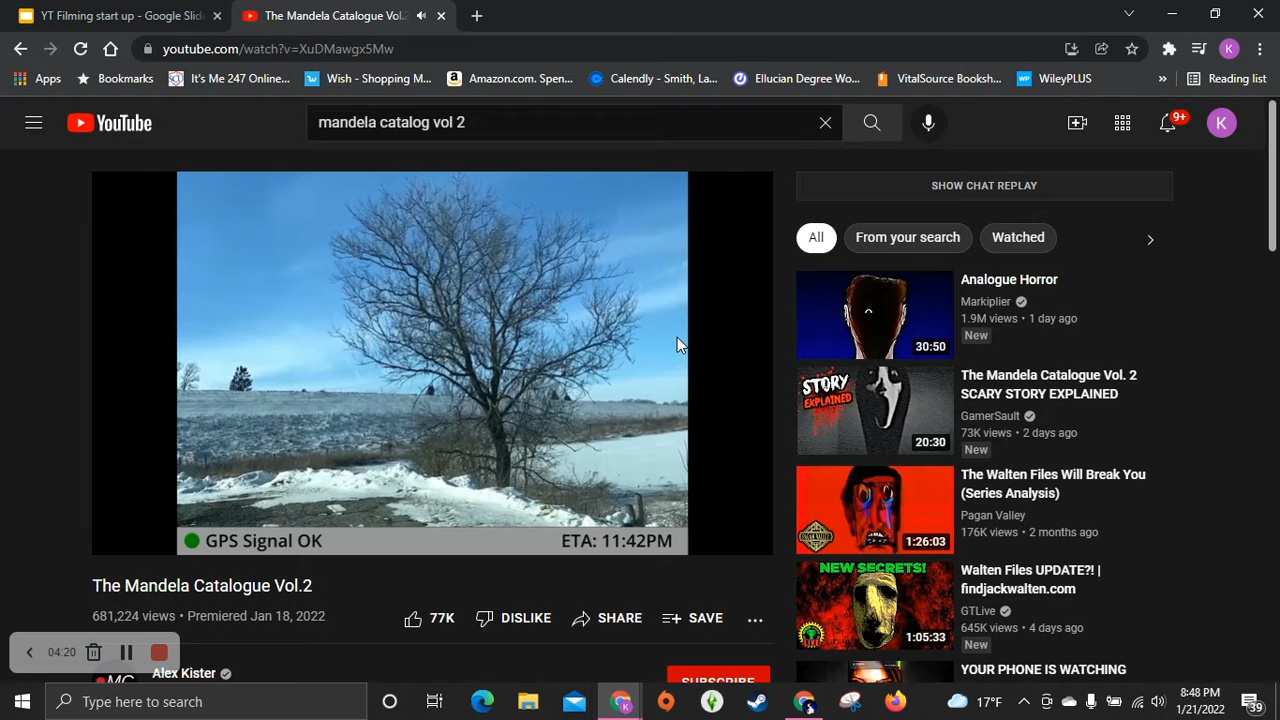 YT Filming start up - Google Slide
The Mandela Catalogue Vol.2
youtube.com/watch?v=XuDMawgx5Mw
K
Apps
Bookmarks
It's Me 247 Online...
Wish - Shopping M...
Amazon.com. Spen...
Calendly - Smith, La...
Ellucian Degree Wo...
VitalSource Booksh...
WP WileyPLUS
»
Reading list
YouTube
mandela catalog vol 2
9+
K
SHOW CHAT REPLAY
All
From your search
Watched
GPS Signal OK
ETA: 11:42PM
The Mandela Catalogue Vol.2
681,224 views • Premiered Jan 18, 2022
77K
DISLIKE
SHARE
SAVE
04:20
Alex Kister
SUBSCRIBE
30:50
Analogue Horror
Markiplier
1.9M views • 1 day ago
New
STORY
EXPLAINED
20:30
The Mandela Catalogue Vol. 2
SCARY STORY EXPLAINED
GamerSault
73K views • 2 days ago
New
1:26:03
The Walten Files Will Break You
(Series Analysis)
Pagan Valley
176K views • 2 months ago
NEW SECRETS!
1:05:33
Walten Files UPDATE?! |
findjackwalten.com
GTLive
645K views • 4 days ago
New
YOUR PHONE IS WATCHING
Type here to search
17°F
8:48 PM
1/21/2022
39